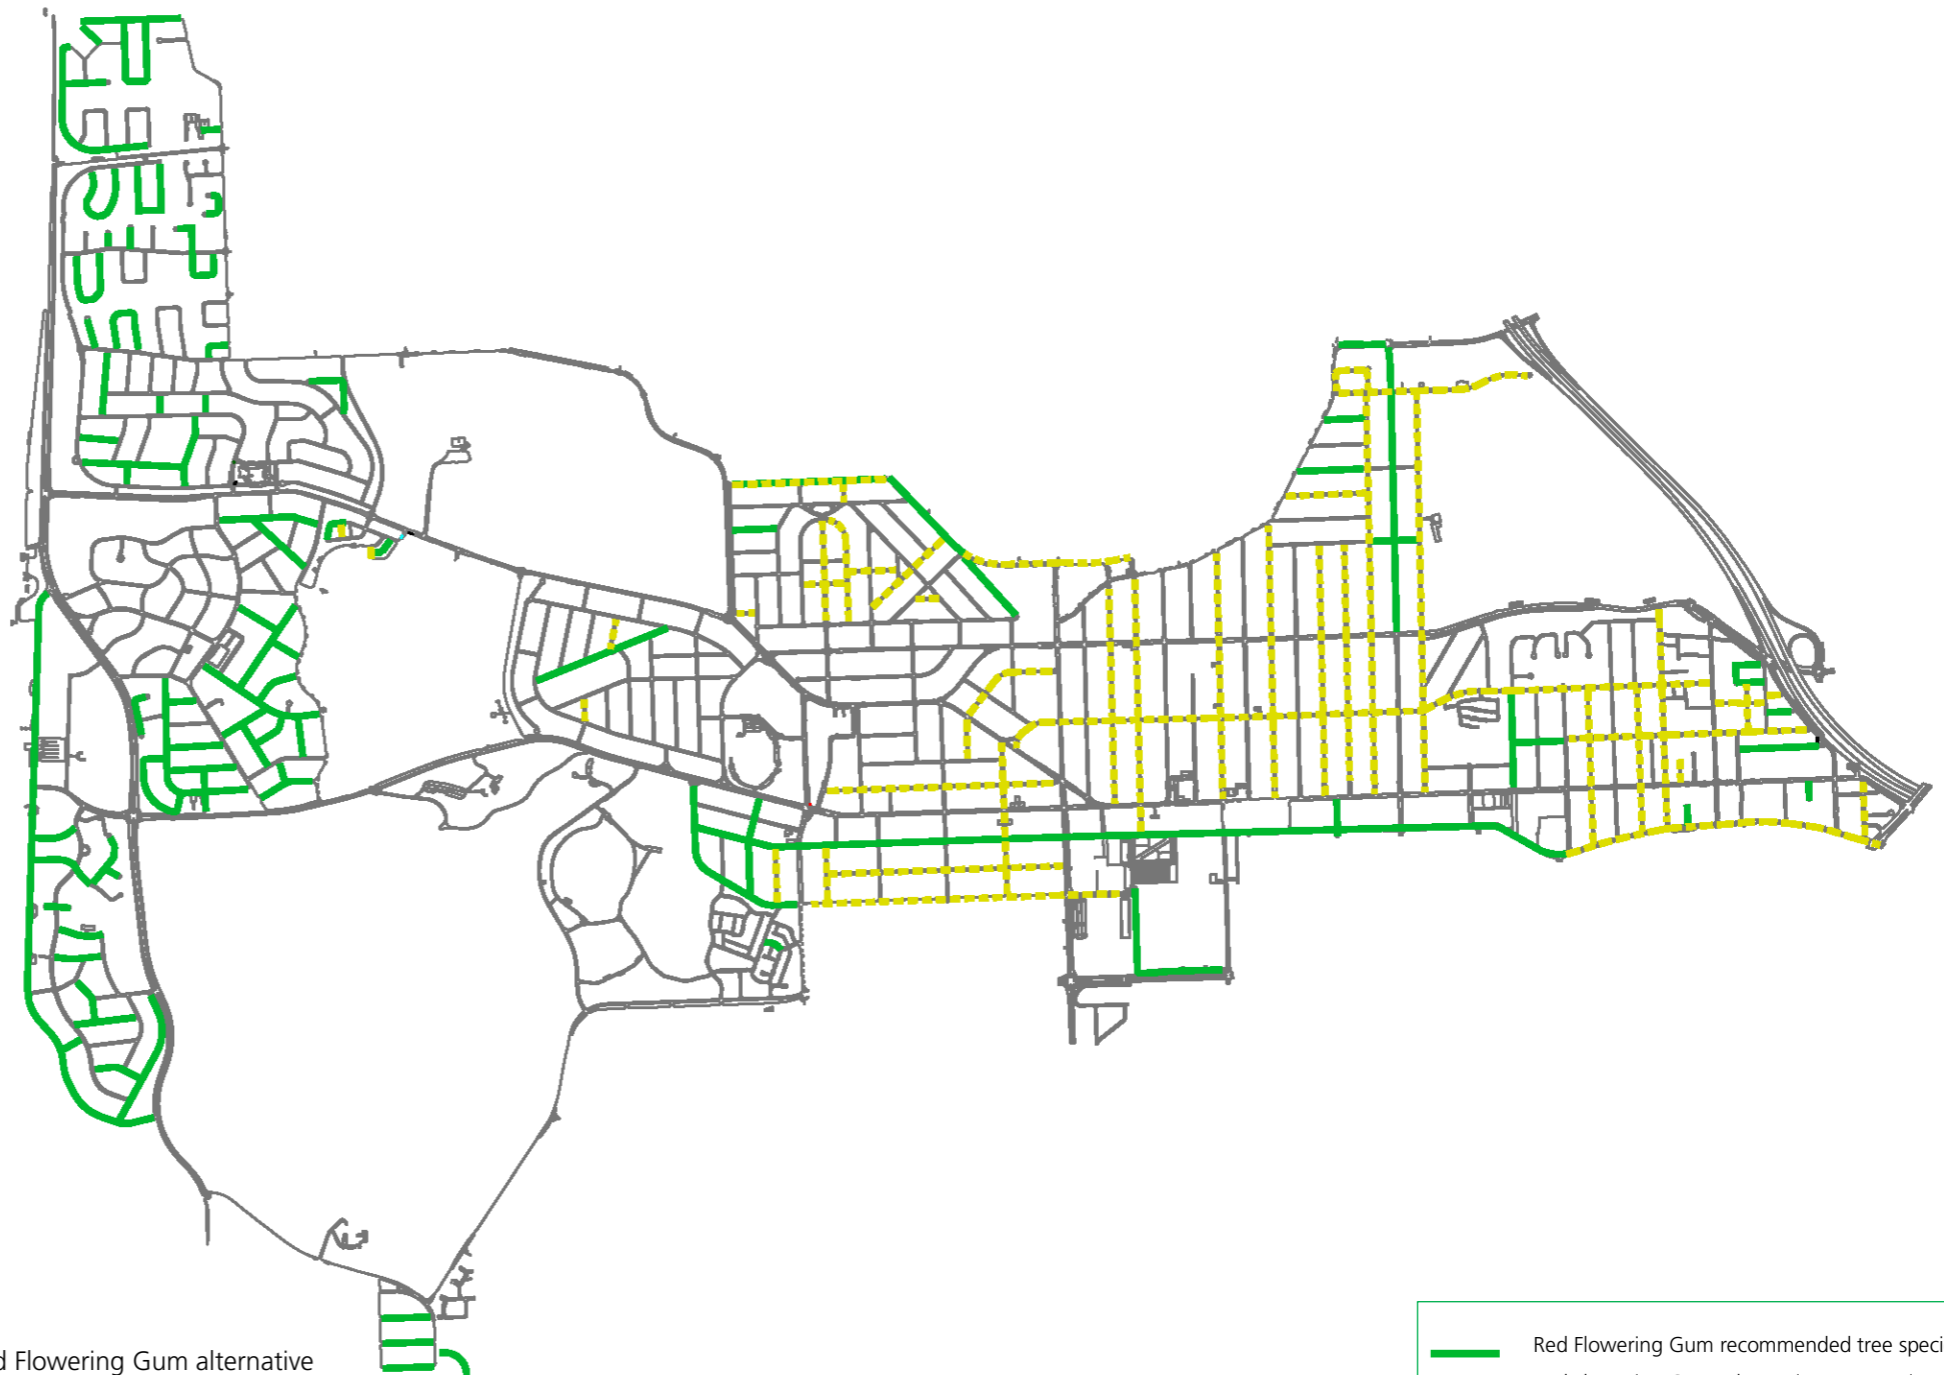 Flowering Gum alternative
Red Flowering Gum recommended tree speci